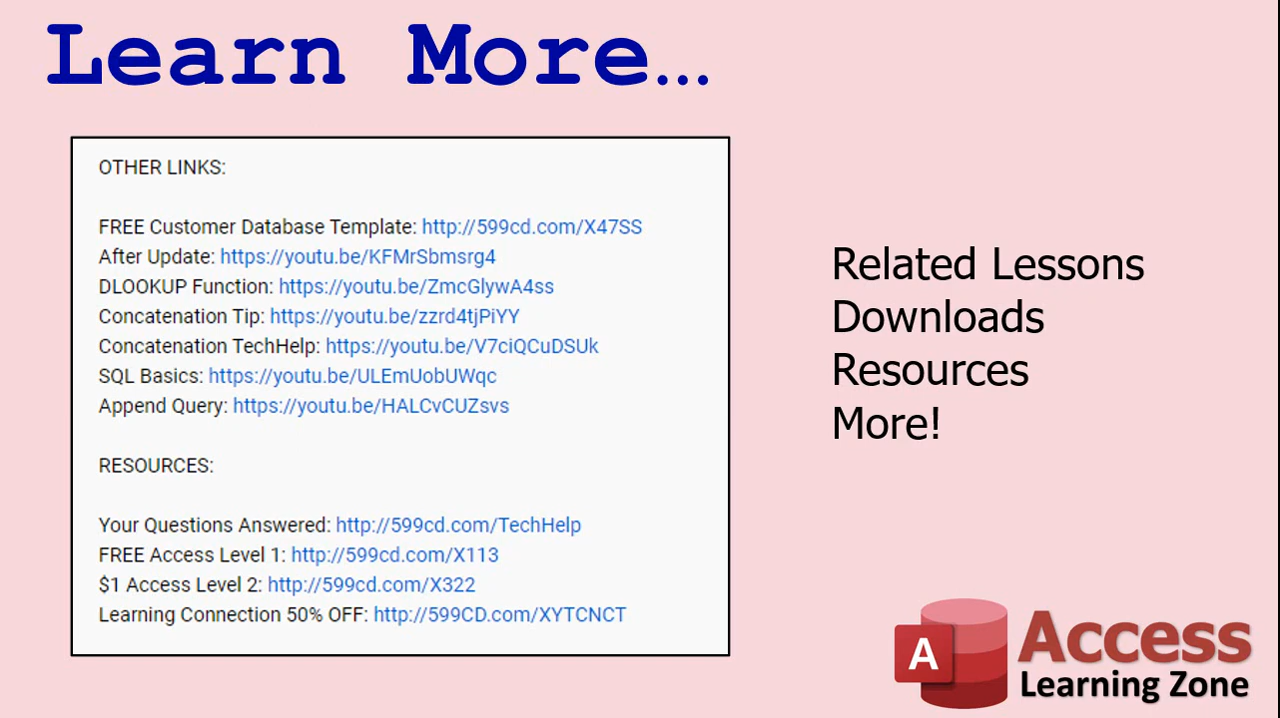 Learn More...
OTHER LINKS:
FREE Customer Database Template: http://599cd.com/X47SS
After Update: https://youtu.be/KFMrSbmsrg4
DLOOKUP Function: https://youtu.be/ZmcGlywA4ss
Concatenation Tip: https://youtu.be/zzrd4tjPiYY
Concatenation TechHelp: https://youtu.be/V7ciQCuDSUk
SQL Basics: https://youtu.be/ULEmUobUWqc
Append Query: https://youtu.be/HALCvCUZsvs
RESOURCES:
Your Questions Answered: http://599cd.com/TechHelp
FREE Access Level 1: http://599cd.com/X113
$1 Access Level 2: http://599cd.com/X322
Learning Connection 50% OFF: http://599CD.com/XYTCNCT
Related Lessons
Downloads
Resources
More!
A
Access
Learning Zone